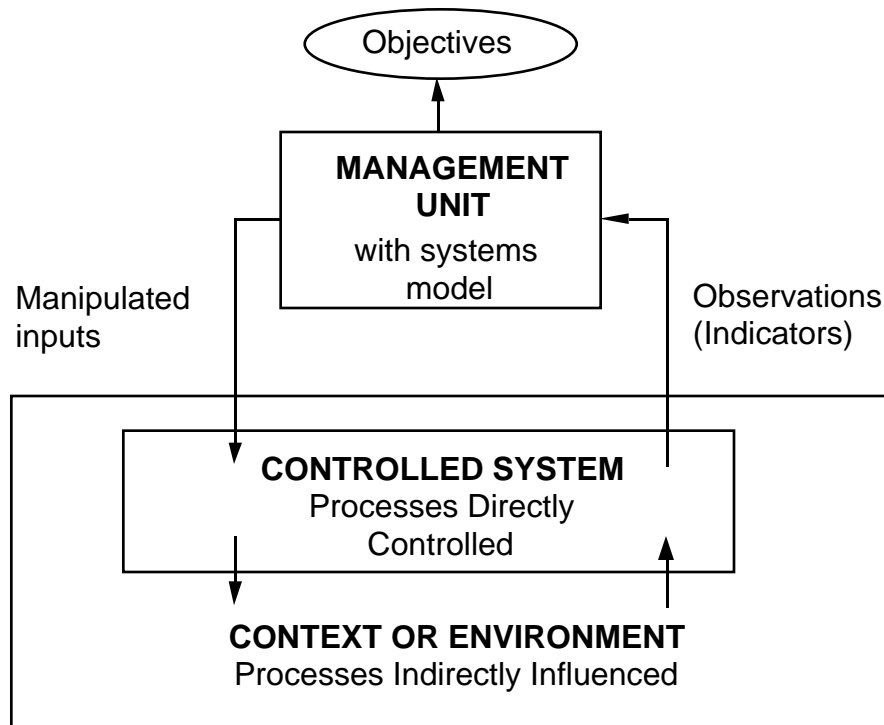 Objectives
MANAGEMENT
UNIT
with systems
model
Manipulated
inputs
Observations
(Indicators)
CONTROLLED SYSTEM
Processes Directly
Controlled
CONTEXT OR ENVIRONMENT
Processes Indirectly Influenced